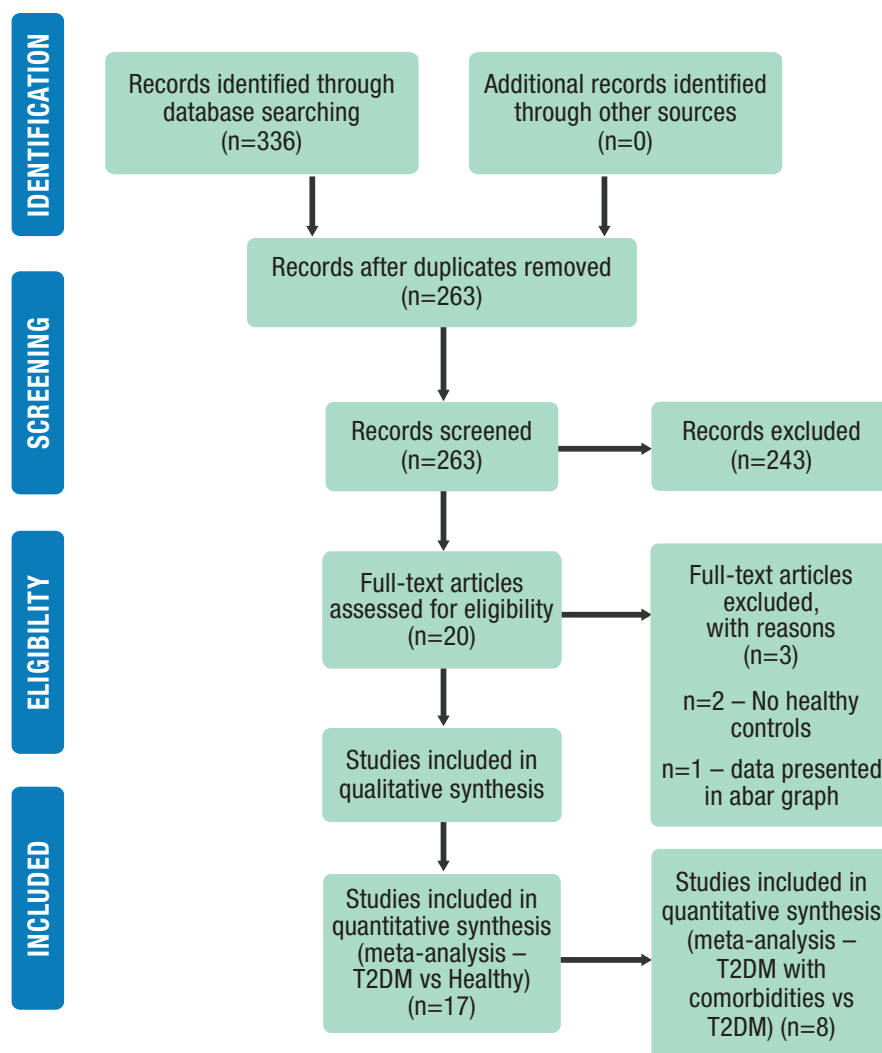 IDENTIFICATION
Records identified through
database searching
(n=336)
Additional records identified
through other sources
(n=0)
Records after duplicates removed
(n=263)
SCREENING
Records screened
(n=263)
Records excluded
(n=243)
ELIGIBILITY
Full-text articles
assessed for eligibility
(n=20)
Full-text articles
excluded,
with reasons
(n=3)
n=2 – No healthy
controls
n=1 – data presented
in abar graph
Studies included in
qualitative synthesis
INCLUDED
Studies included in
quantitative synthesis
(meta-analysis –
T2DM vs Healthy)
(n=17)
Studies included in
quantitative synthesis
(meta-analysis –
T2DM with
comorbidities vs
T2DM) (n=8)